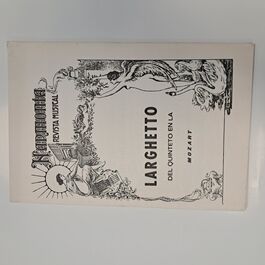 Harmonia
REVISTA MUSICAL
LARGHETTO
DEL QUINTETO EN LA
MOZART